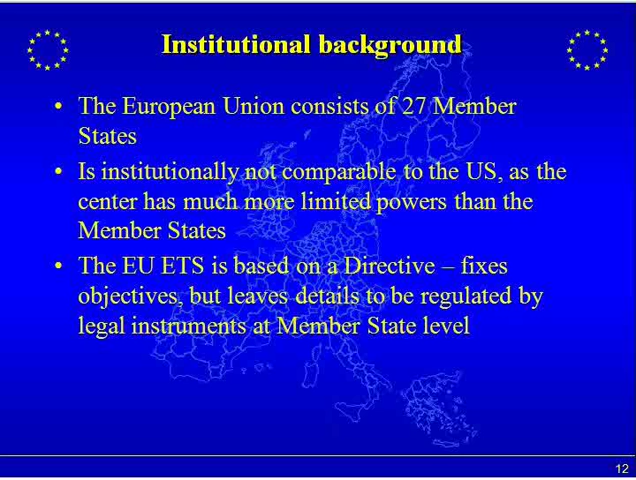 Institutional background
• The European Union consists of 27 Member
States
• Is institutionally not comparable to the US, as the
center has much more limited powers than the
Member States
• The EU ETS is based on a Directive – fixes
objectives, but leaves details to be regulated by
legal instruments at Member State level
12